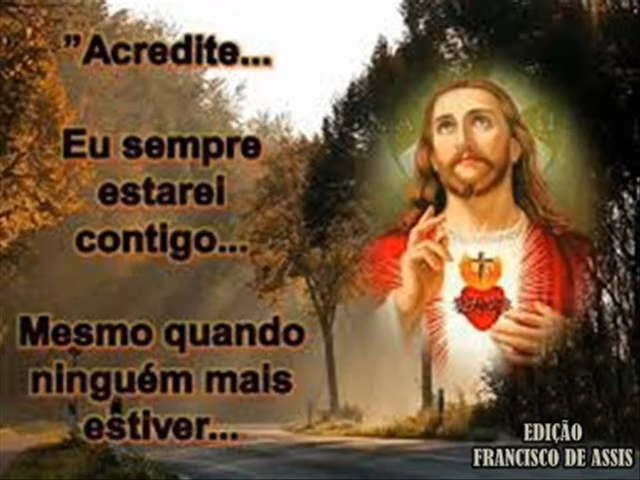 ”Acredite...
Eu sempre
estarei
contigo...
Mesmo quando
ninguém mais
estiver...
EDIÇÃO
FRANCISCO DE ASSIS